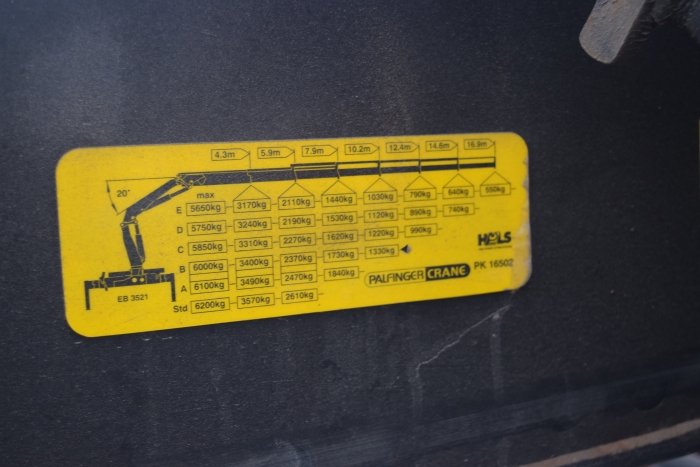 4.3m 5.9m 7.9m 10.2m 12.4m 14.6m 16.9m
20°
max
E 5650kg 3170kg 2110kg 1440kg 1030kg 790kg 640kg 550kg
D 5750kg 3240kg 2190kg 1530kg 1120kg 890kg 740kg
C 5850kg 3310kg 2270kg 1620kg 1220kg 990kg
B 6000kg 3400kg 2370kg 1730kg 1330kg
A 6100kg 3490kg 2470kg 1840kg
Std 6200kg 3570kg 2610kg
EB 3521
HPLS
PALFINGER CRANE
PK 16502